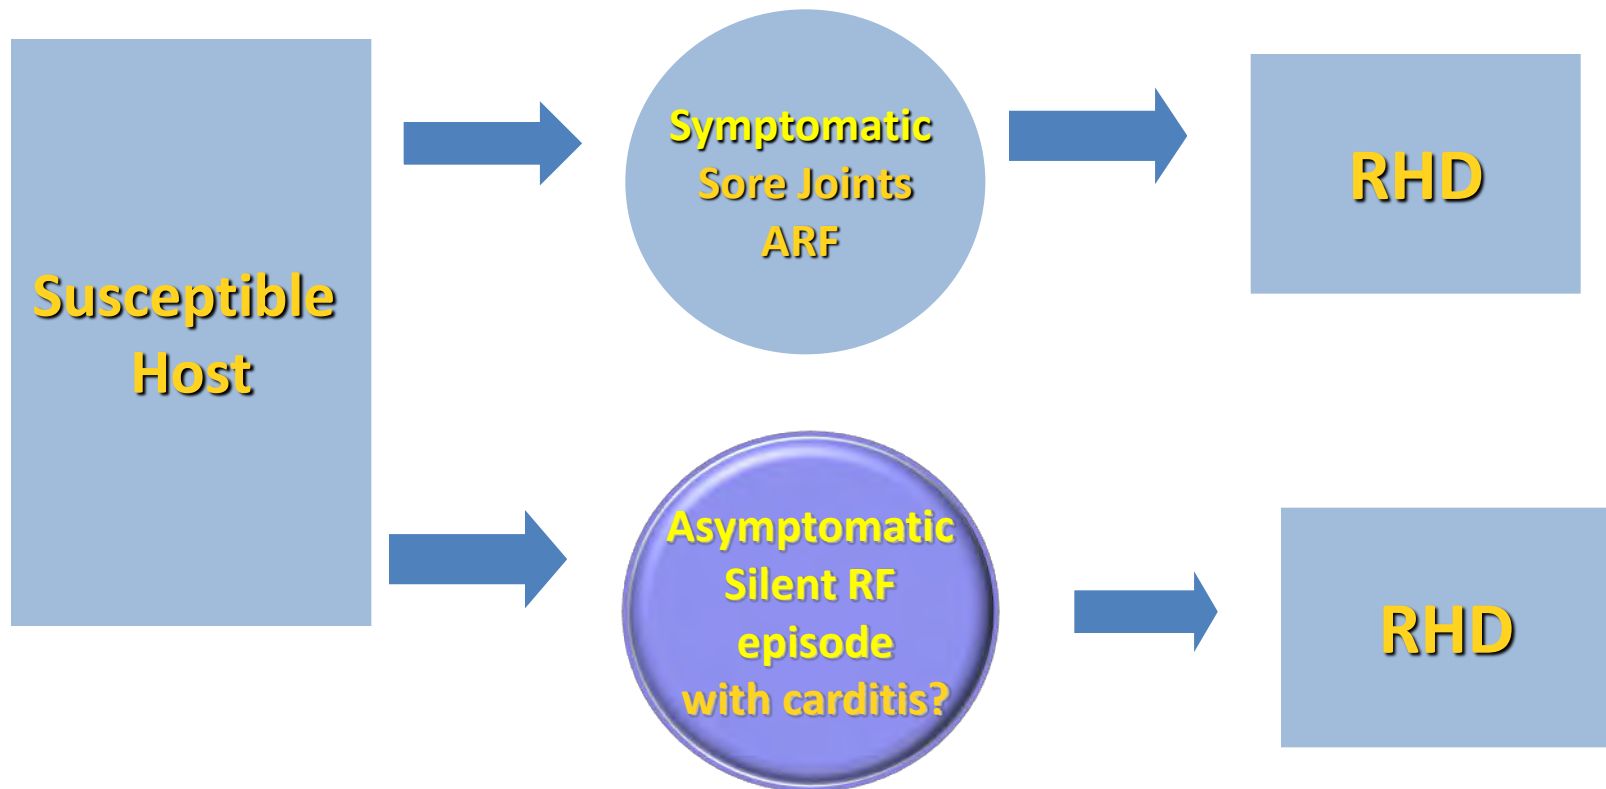 Susceptible
Host
Symptomatic
Sore Joints
ARF
RHD
Asymptomatic
Silent RF
episode
with carditis?
RHD